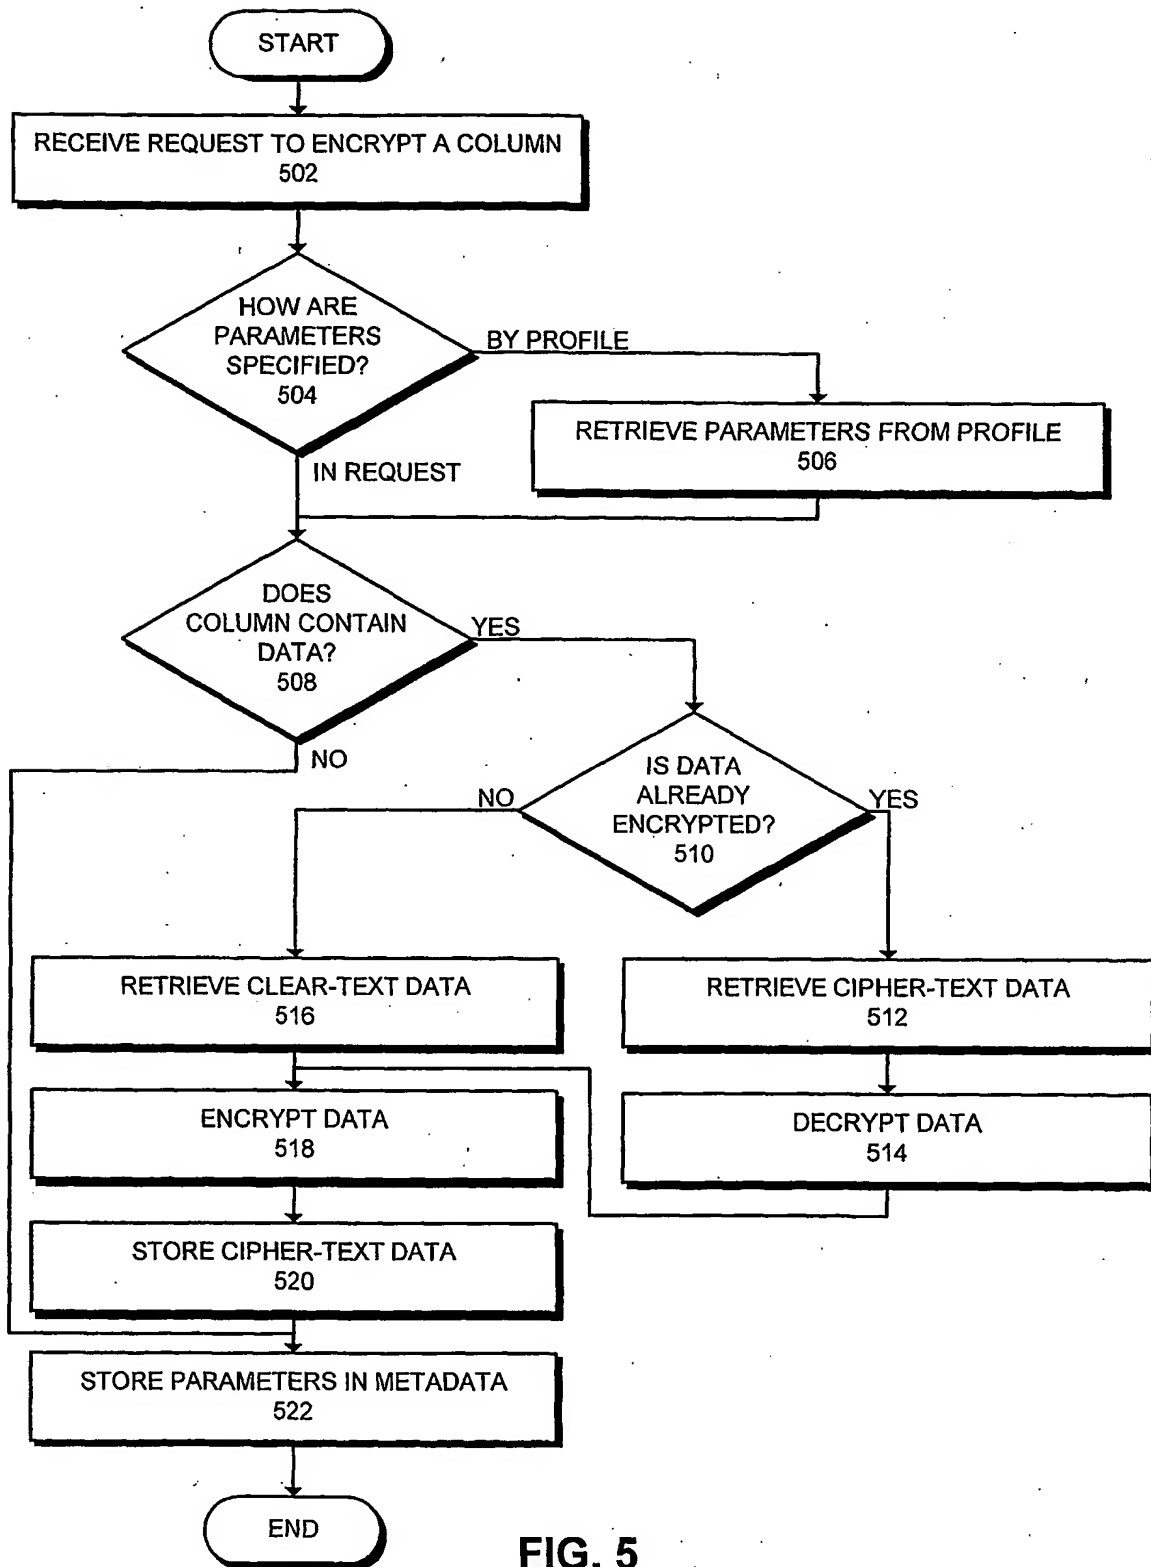 START
RECEIVE REQUEST TO ENCRYPT A COLUMN
502
HOW ARE
PARAMETERS
SPECIFIED?
504
BY PROFILE
RETRIEVE PARAMETERS FROM PROFILE
506
IN REQUEST
DOES
COLUMN CONTAIN
DATA?
508
YES
NO
IS DATA
ALREADY
ENCRYPTED?
510
NO
YES
RETRIEVE CLEAR-TEXT DATA
516
RETRIEVE CIPHER-TEXT DATA
512
ENCRYPT DATA
518
DECRYPT DATA
514
STORE CIPHER-TEXT DATA
520
STORE PARAMETERS IN METADATA
522
END
FIG. 5